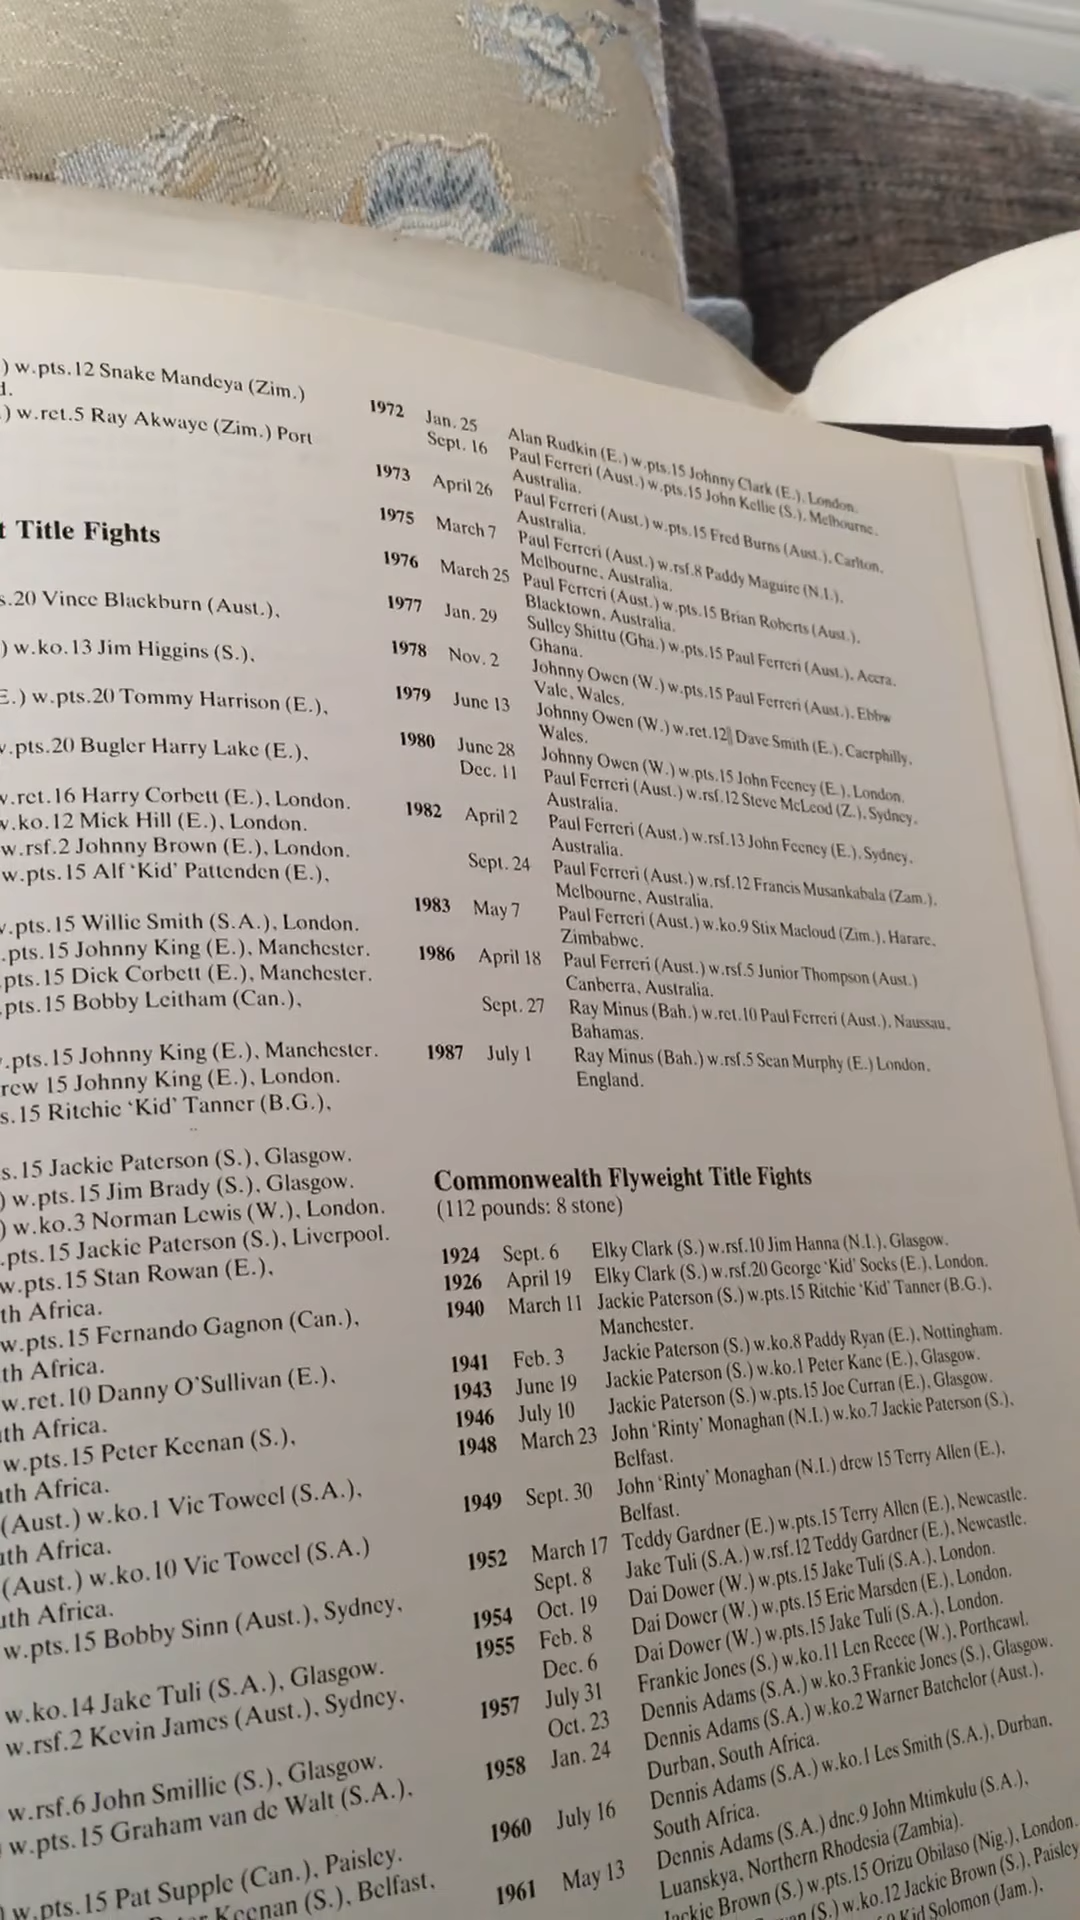 ) w.pts.12 Snake Mandeya (Zim.)
d.
.) w.ret.5 Ray Akwaye (Zim.) Port
t Title Fights
s.20 Vince Blackburn (Aust.),
) w.ko.13 Jim Higgins (S.),
E.) w.pts.20 Tommy Harrison (E.),
v.pts.20 Bugler Harry Lake (E.),
v.ret.16 Harry Corbett (E.), London.
v.ko.12 Mick Hill (E.), London.
w.rsf.2 Johnny Brown (E.), London.
w.pts.15 Alf 'Kid' Pattenden (E.),
v.pts.15 Willie Smith (S.A.), London.
.pts.15 Johnny King (E.), Manchester.
pts.15 Dick Corbett (E.), Manchester.
pts.15 Bobby Leitham (Can.),
.pts.15 Johnny King (E.), Manchester.
rew 15 Johnny King (E.), London.
s.15 Ritchie 'Kid' Tanner (B.G.),
s.15 Jackie Paterson (S.), Glasgow.
) w.pts.15 Jim Brady (S.), Glasgow.
) w.ko.3 Norman Lewis (W.), London.
.pts.15 Jackie Paterson (S.), Liverpool.
w.pts.15 Stan Rowan (E.),
th Africa.
w.pts.15 Fernando Gagnon (Can.),
th Africa.
w.ret.10 Danny O'Sullivan (E.),
uth Africa.
w.pts.15 Peter Keenan (S.),
uth Africa.
(Aust.) w.ko.1 Vic Toweel (S.A.),
uth Africa.
(Aust.) w.ko.10 Vic Toweel (S.A.)
uth Africa.
w.pts.15 Bobby Sinn (Aust.), Sydney,
w.ko.14 Jake Tuli (S.A.), Glasgow.
w.rsf.2 Kevin James (Aust.), Sydney,
w.rsf.6 John Smillie (S.), Glasgow.
w.pts.15 Graham van de Walt (S.A.),
) w.pts.15 Pat Supple (Can.), Paisley.
Keenan (S.), Belfast,
1972 Jan. 25 Alan Rudkin (E.) w.pts.15 Johnny Clark (E.), London.
Sept. 16 Paul Ferreri (Aust.) w.pts.15 John Kellie (S.), Melbourne,
Australia.
1973 April 26 Paul Ferreri (Aust.) w.pts.15 Fred Burns (Aust.), Carlton,
Australia.
1975 March 7 Paul Ferreri (Aust.) w.rsf.8 Paddy Maguire (N.I.),
Melbourne, Australia.
1976 March 25 Paul Ferreri (Aust.) w.pts.15 Brian Roberts (Aust.),
Blacktown, Australia.
1977 Jan. 29 Sulley Shittu (Gha.) w.pts.15 Paul Ferreri (Aust.), Accra,
Ghana.
1978 Nov. 2 Johnny Owen (W.) w.pts.15 Paul Ferreri (Aust.), Ebbw
Vale, Wales.
1979 June 13 Johnny Owen (W.) w.ret.12 Dave Smith (E.), Caerphilly,
Wales.
1980 June 28 Johnny Owen (W.) w.pts.15 John Feeney (E.), London.
Dec. 11 Paul Ferreri (Aust.) w.rsf.12 Steve McLeod (Z.), Sydney,
Australia.
1982 April 2 Paul Ferreri (Aust.) w.rsf.13 John Feeney (E.), Sydney,
Australia.
Sept. 24 Paul Ferreri (Aust.) w.rsf.12 Francis Musankabala (Zam.),
Melbourne, Australia.
1983 May 7 Paul Ferreri (Aust.) w.ko.9 Stix Macloud (Zim.), Harare,
Zimbabwe.
1986 April 18 Paul Ferreri (Aust.) w.rsf.5 Junior Thompson (Aust.)
Canberra, Australia.
Sept. 27 Ray Minus (Bah.) w.ret.10 Paul Ferreri (Aust.), Naussau,
Bahamas.
1987 July 1 Ray Minus (Bah.) w.rsf.5 Sean Murphy (E.) London,
England.
Commonwealth Flyweight Title Fights
(112 pounds: 8 stone)
1924 Sept. 6 Elky Clark (S.) w.rsf.10 Jim Hanna (N.I.), Glasgow.
1926 April 19 Elky Clark (S.) w.rsf.20 George 'Kid' Socks (E.), London.
1940 March 11 Jackie Paterson (S.) w.pts.15 Ritchie 'Kid' Tanner (B.G.),
Manchester.
1941 Feb. 3 Jackie Paterson (S.) w.ko.8 Paddy Ryan (E.), Nottingham.
1943 June 19 Jackie Paterson (S.) w.ko.1 Peter Kane (E.), Glasgow.
1946 July 10 Jackie Paterson (S.) w.pts.15 Joe Curran (E.), Glasgow.
1948 March 23 John 'Rinty' Monaghan (N.I.) w.ko.7 Jackie Paterson (S.),
Belfast.
1949 Sept. 30 John 'Rinty' Monaghan (N.I.) drew 15 Terry Allen (E.),
Belfast.
1952 March 17 Teddy Gardner (E.) w.pts.15 Terry Allen (E.), Newcastle.
Sept. 8 Jake Tuli (S.A.) w.rsf.12 Teddy Gardner (E.), Newcastle.
1954 Oct. 19 Dai Dower (W.) w.pts.15 Jake Tuli (S.A.), London.
1955 Feb. 8 Dai Dower (W.) w.pts.15 Eric Marsden (E.), London.
Dec. 6 Dai Dower (W.) w.pts.15 Jake Tuli (S.A.), London.
1957 July 31 Frankie Jones (S.) w.ko.11 Len Reece (W.), Porthcawl.
Oct. 23 Dennis Adams (S.A.) w.ko.3 Frankie Jones (S.), Glasgow.
1958 Jan. 24 Dennis Adams (S.A.) w.ko.2 Warner Batchelor (Aust.),
Durban, South Africa.
1960 July 16 Dennis Adams (S.A.) w.ko.1 Les Smith (S.A.), Durban,
South Africa.
1961 May 13 Dennis Adams (S.A.) dnc.9 John Mtimkulu (S.A.),
Luanskya, Northern Rhodesia (Zambia).
Jackie Brown (S.) w.pts.15 Orizu Obilaso (Nig.), London.
(S.) w.ko.12 Jackie Brown (S.), Paisley
Kid Solomon (Jam.),